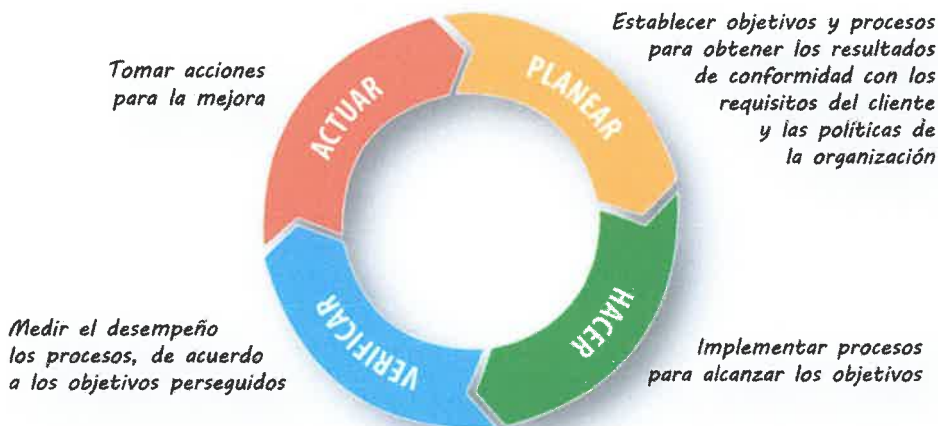 Establecer objetivos y procesos
para obtener los resultados
de conformidad con los
requisitos del cliente
y las políticas de
la organización
Tomar acciones
para la mejora
ACTUAR
PLANEAR
HACER
VERIFICAR
Medir el desempeño
los procesos, de acuerdo
a los objetivos perseguidos
Implementar procesos
para alcanzar los objetivos